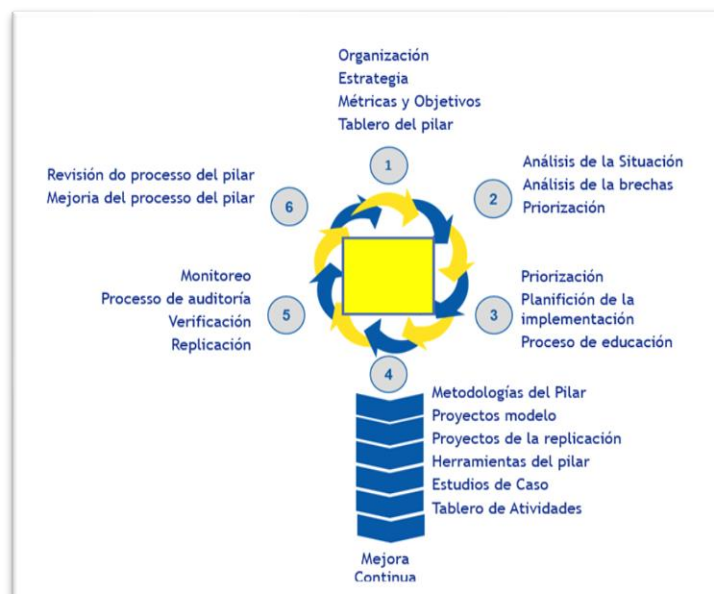 Organización
Estrategia
Métricas y Objetivos
Tablero del pilar
1
Análisis de la Situación
Análisis de la brechas
Priorización
2
Revisión do processo del pilar
Mejoria del processo del pilar
6
Monitoreo
Processo de auditoría
Verificación
Replicación
5
Priorización
Planifición de la
implementación
Proceso de educación
3
4
Metodologías del Pilar
Proyectos modelo
Proyectos de la replicación
Herramientas del pilar
Estudios de Caso
Tablero de Atividades
Mejora
Continua